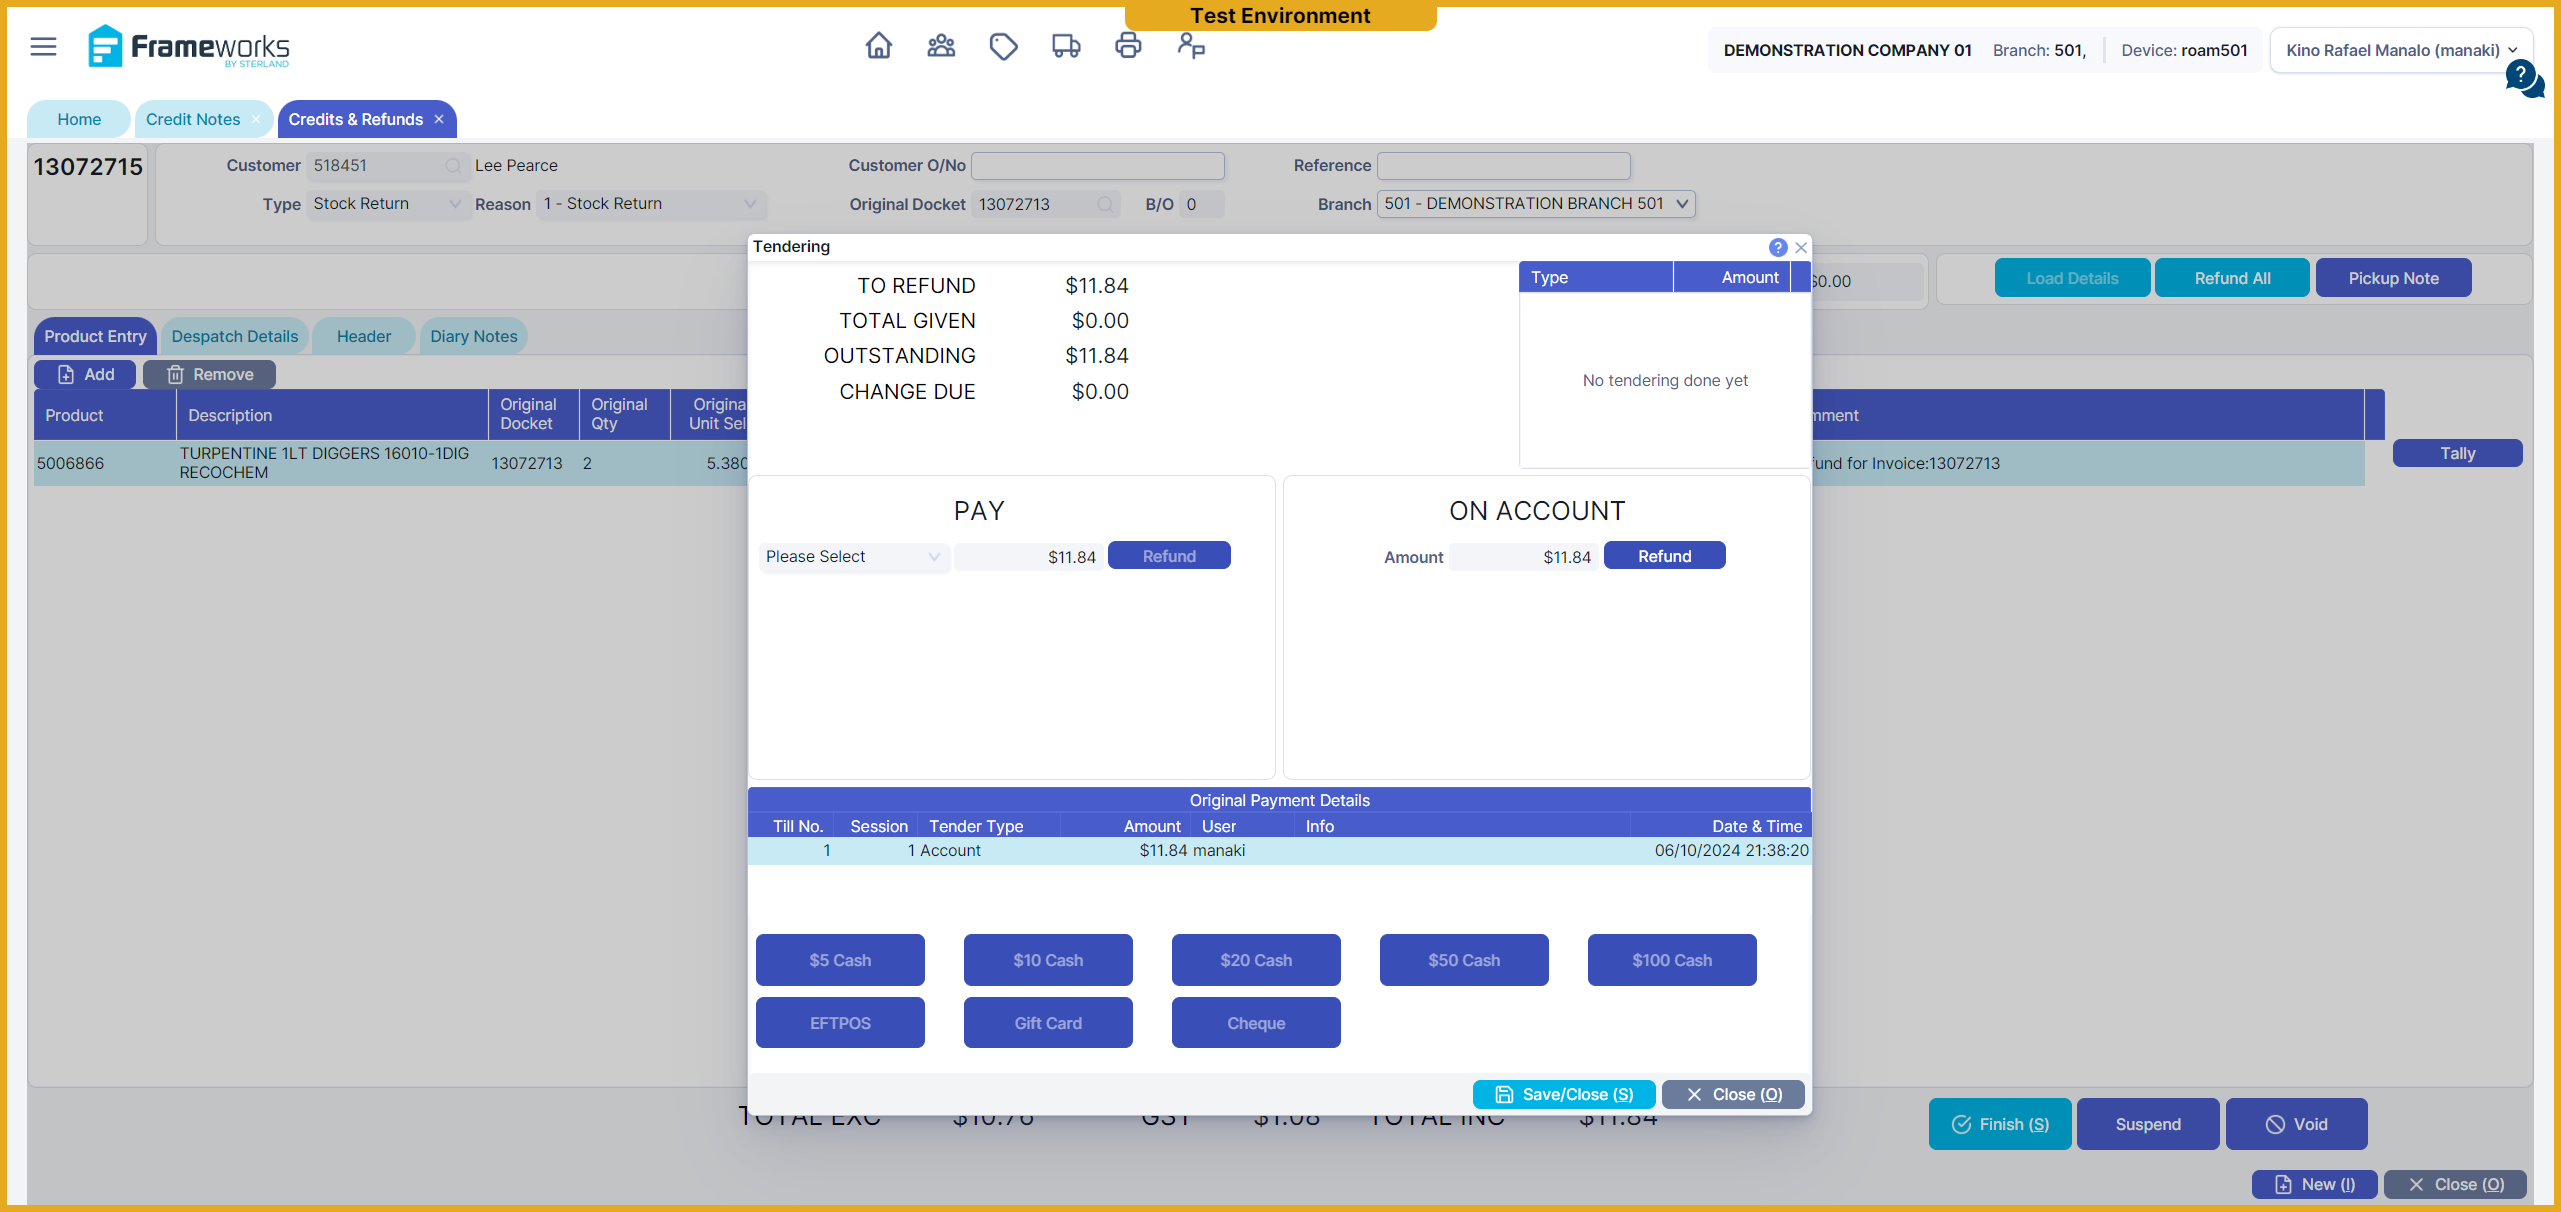 Test Environment
Frameworks
BY STERLAND
DEMONSTRATION COMPANY 01 Branch: 501, Device: roam501
Kino Rafael Manalo (manaki)
?
Home Credit Notes × Credits & Refunds ×
13072715
Customer 518451 Lee Pearce Customer O/No Reference
Type Stock Return Reason 1 - Stock Return Original Docket 13072713 B/O 0 Branch 501 - DEMONSTRATION BRANCH 501
$0.00 Load Details Refund All Pickup Note
Product Entry Despatch Details Header Diary Notes
Add Remove
Product Description Original Docket Original Qty Origina Unit Sel mment
5006866 TURPENTINE 1LT DIGGERS 16010-1DIG RECOCHEM 13072713 2 5.380 fund for Invoice:13072713
Tally
Tendering ?
TO REFUND $11.84
TOTAL GIVEN $0.00
OUTSTANDING $11.84
CHANGE DUE $0.00
Type Amount
No tendering done yet
PAY
Please Select $11.84 Refund
ON ACCOUNT
Amount $11.84 Refund
Original Payment Details
Till No. Session Tender Type Amount User Info Date & Time
1 1 Account $11.84 manaki 06/10/2024 21:38:20
$5 Cash $10 Cash $20 Cash $50 Cash $100 Cash
EFTPOS Gift Card Cheque
Save/Close (S) Close (O)
TOTAL EXC $10.76 GST $1.08 TOTAL INC $11.84
Finish (S) Suspend Void
New (I) Close (O)